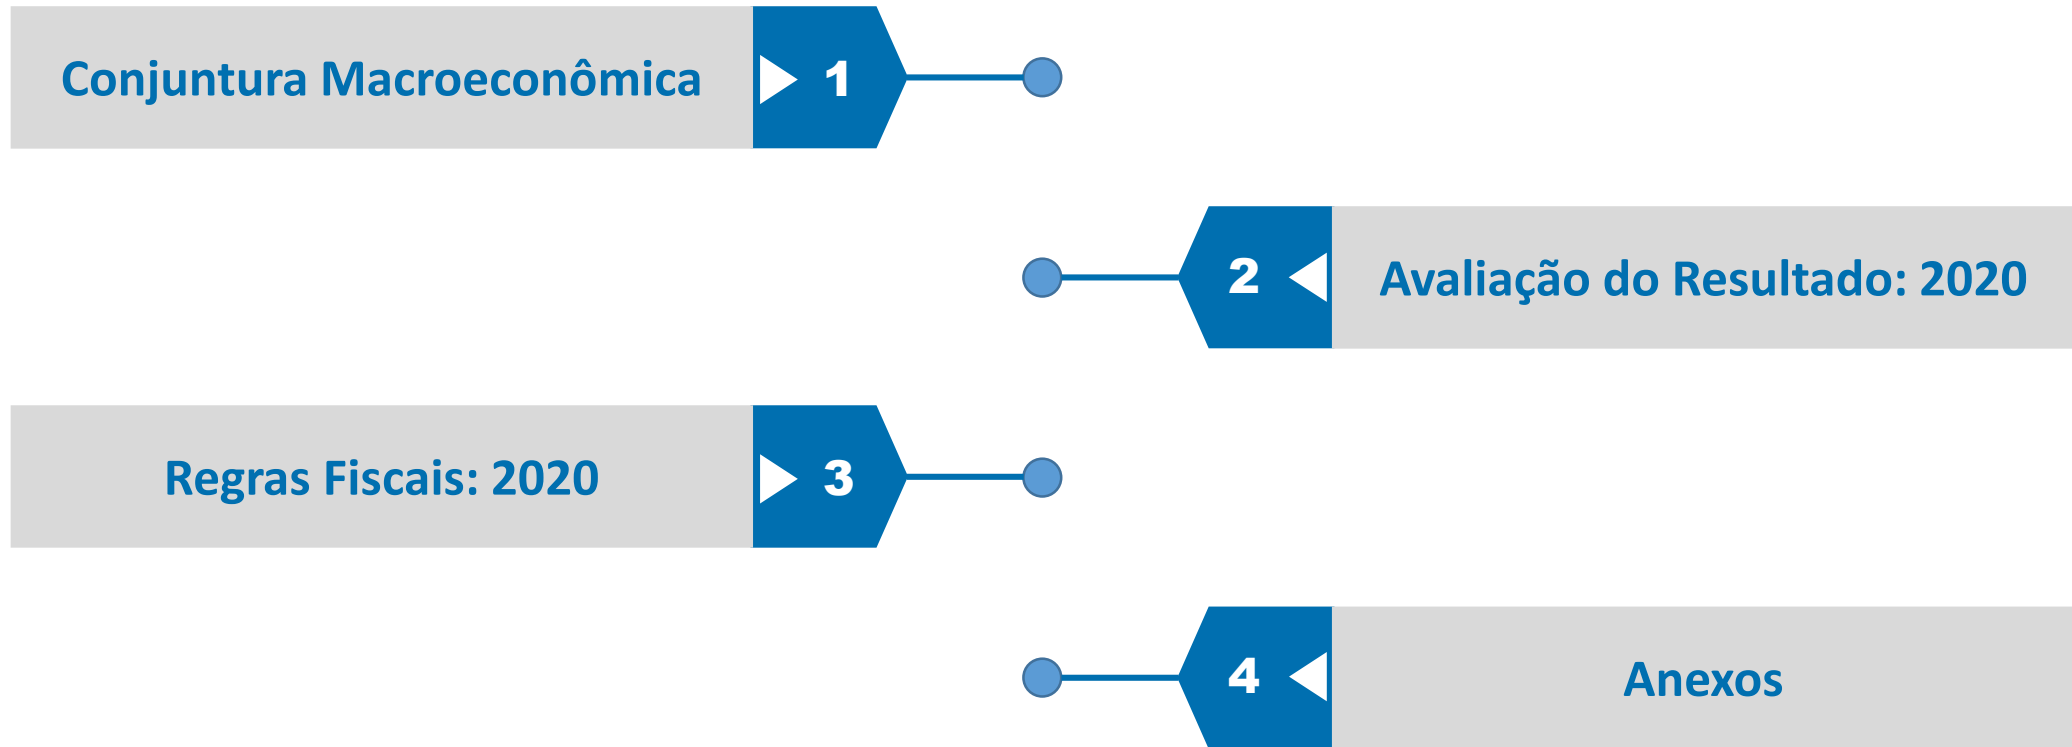 Conjuntura Macroeconômica 1
2 Avaliação do Resultado: 2020
Regras Fiscais: 2020 3
4 Anexos